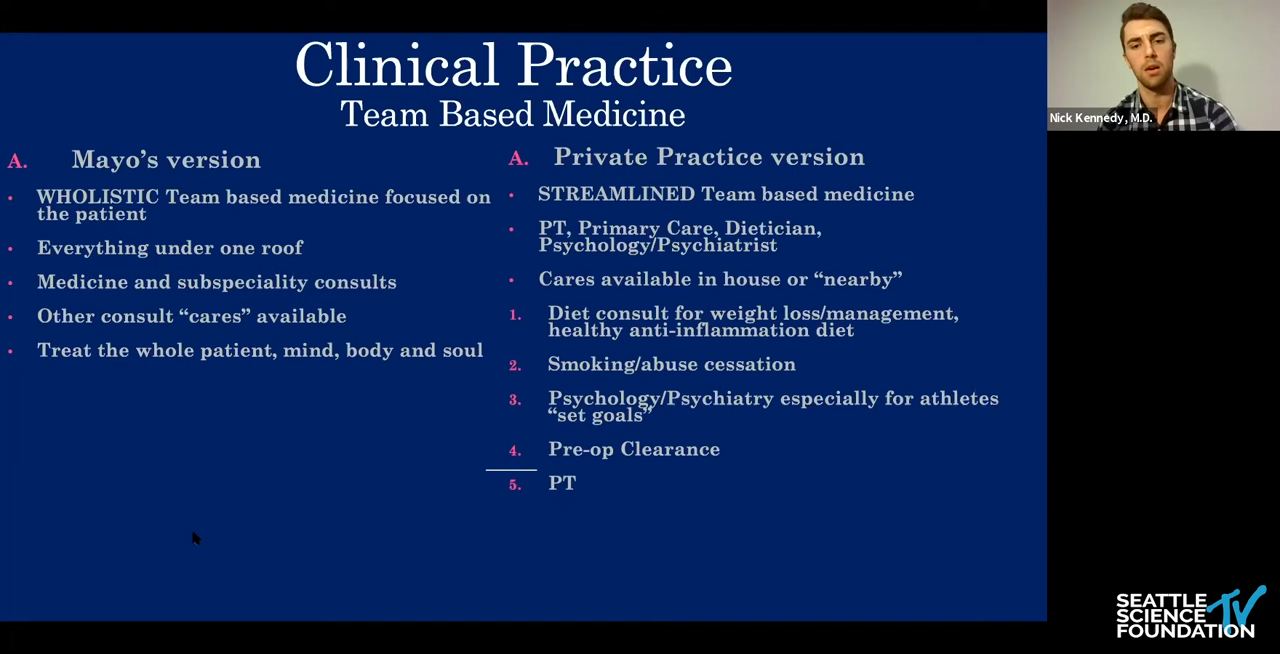 Clinical Practice
Team Based Medicine
A. Mayo's version
• WHOLISTIC Team based medicine focused on
the patient
• Everything under one roof
• Medicine and subspeciality consults
• Other consult “cares” available
• Treat the whole patient, mind, body and soul
A. Private Practice version
• STREAMLINED Team based medicine
• PT, Primary Care, Dietician,
Psychology/Psychiatrist
• Cares available in house or “nearby”
1. Diet consult for weight loss/management,
healthy anti-inflammation diet
2. Smoking/abuse cessation
3. Psychology/Psychiatry especially for athletes
“set goals”
4. Pre-op Clearance
5. PT
Nick Kennedy, M.D.
SEATTLE
SCIENCE
FOUNDATION
TV